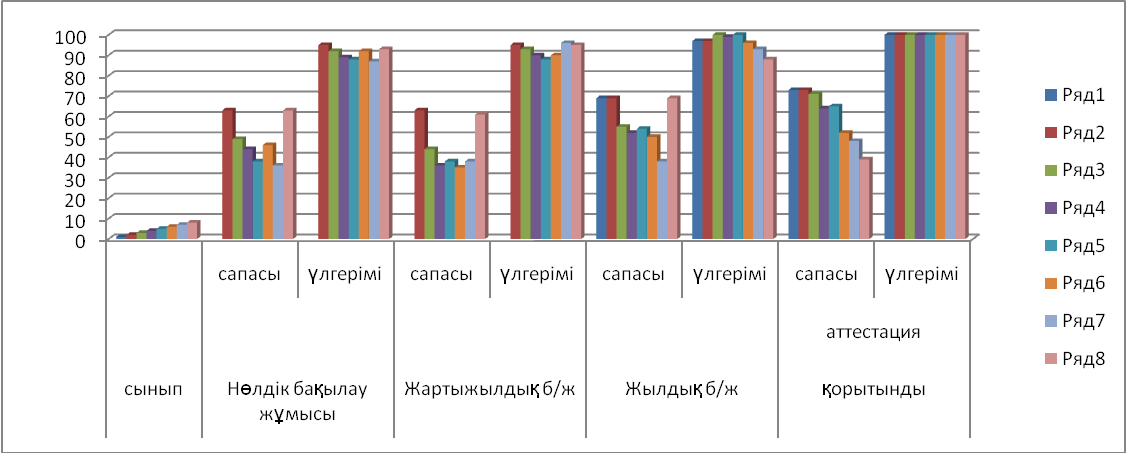 100
90
80
70
60
50
40
30
20
10
0
сапасы үлгерімі сапасы үлгерімі сапасы үлгерімі сапасы үлгерімі
аттестация
сынып Нөлдік бақылау жұмысы Жартыжылдық б/ж Жылдық б/ж қорытынды
Ряд1
Ряд2
Ряд3
Ряд4
Ряд5
Ряд6
Ряд7
Ряд8